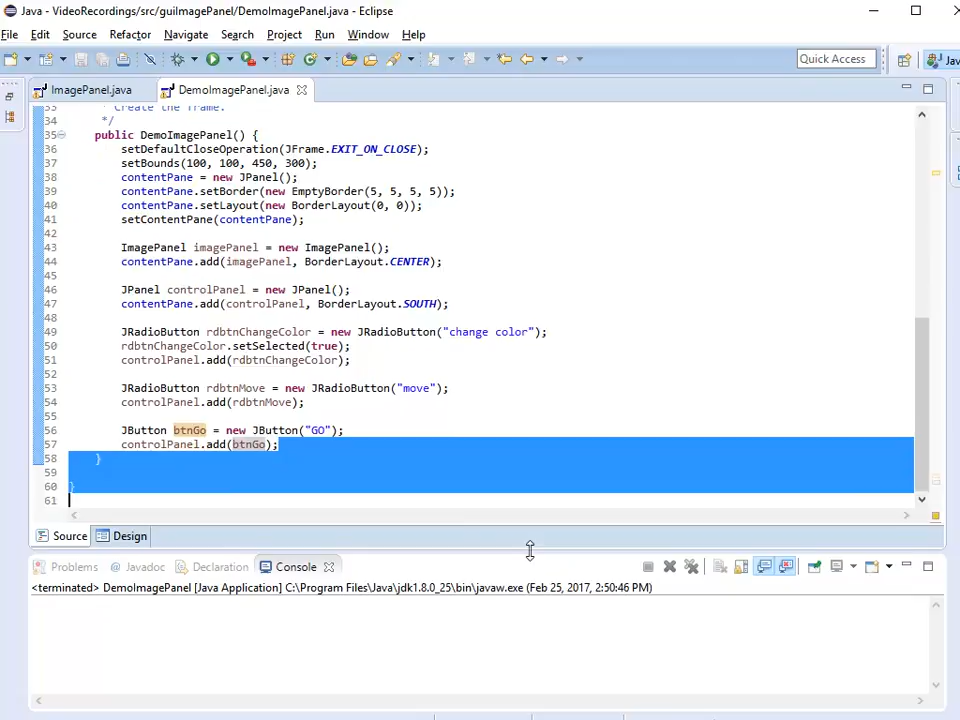 Java - VideoRecordings/src/guiImagePanel/DemoImagePanel.java - Eclipse
File Edit Source Refactor Navigate Search Project Run Window Help
Quick Access
ImagePanel.java DemoImagePanel.java
33 * Create the frame.
34 */
35 public DemoImagePanel() {
36 setDefaultCloseOperation(JFrame.EXIT_ON_CLOSE);
37 setBounds(100, 100, 450, 300);
38 contentPane = new JPanel();
39 contentPane.setBorder(new EmptyBorder(5, 5, 5, 5));
40 contentPane.setLayout(new BorderLayout(0, 0));
41 setContentPane(contentPane);
42
43 ImagePanel imagePanel = new ImagePanel();
44 contentPane.add(imagePanel, BorderLayout.CENTER);
45
46 JPanel controlPanel = new JPanel();
47 contentPane.add(controlPanel, BorderLayout.SOUTH);
48
49 JRadioButton rdbtnChangeColor = new JRadioButton("change color");
50 rdbtnChangeColor.setSelected(true);
51 controlPanel.add(rdbtnChangeColor);
52
53 JRadioButton rdbtnMove = new JRadioButton("move");
54 controlPanel.add(rdbtnMove);
55
56 JButton btnGo = new JButton("GO");
57 controlPanel.add(btnGo);
58 }
59
60 }
61
Source Design
Problems @ Javadoc Declaration Console
<terminated> DemoImagePanel [Java Application] C:\Program Files\Java\jdk1.8.0_25\bin\javaw.exe (Feb 25, 2017, 2:50:46 PM)